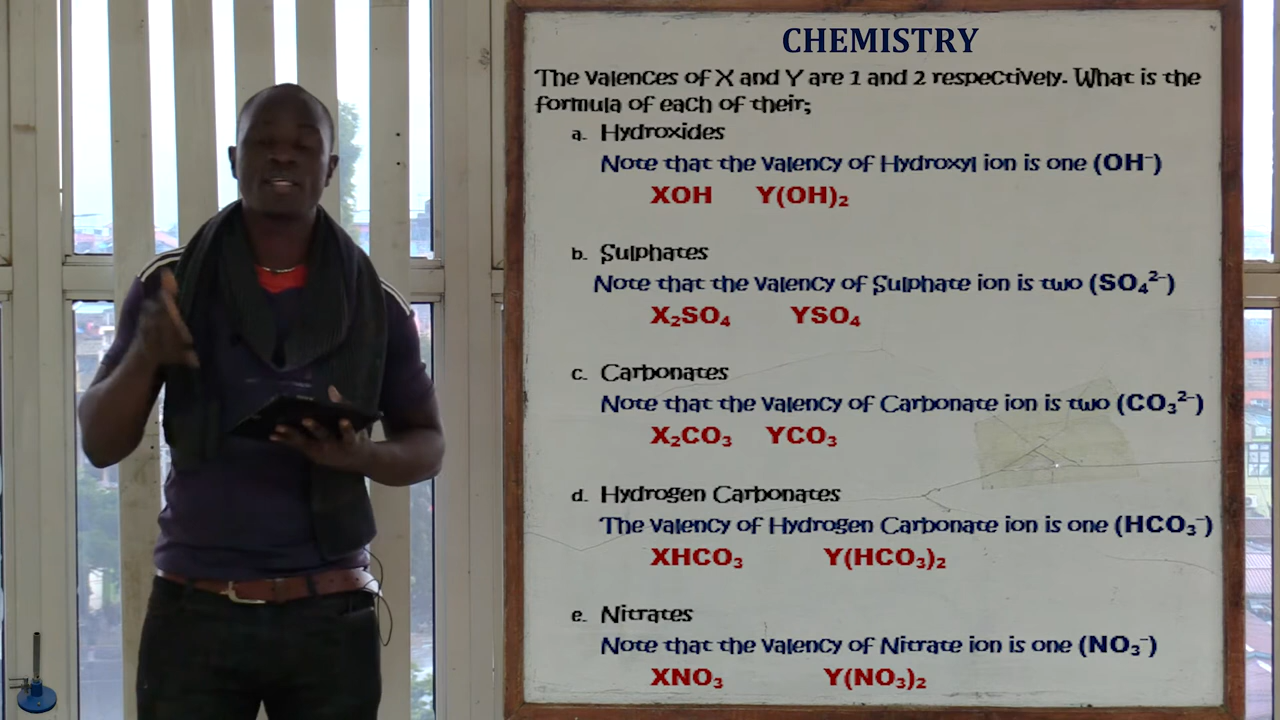 CHEMISTRY
The valences of X and Y are 1 and 2 respectively. What is the
formula of each of their;
a. Hydroxides
Note that the valency of Hydroxyl ion is one (OH⁻)
XOH Y(OH)₂
b. Sulphates
Note that the valency of Sulphate ion is two (SO₄²⁻)
X₂SO₄ YSO₄
c. Carbonates
Note that the valency of Carbonate ion is two (CO₃²⁻)
X₂CO₃ YCO₃
d. Hydrogen Carbonates
The valency of Hydrogen Carbonate ion is one (HCO₃⁻)
XHCO₃ Y(HCO₃)₂
e. Nitrates
Note that the valency of Nitrate ion is one (NO₃⁻)
XNO₃ Y(NO₃)₂